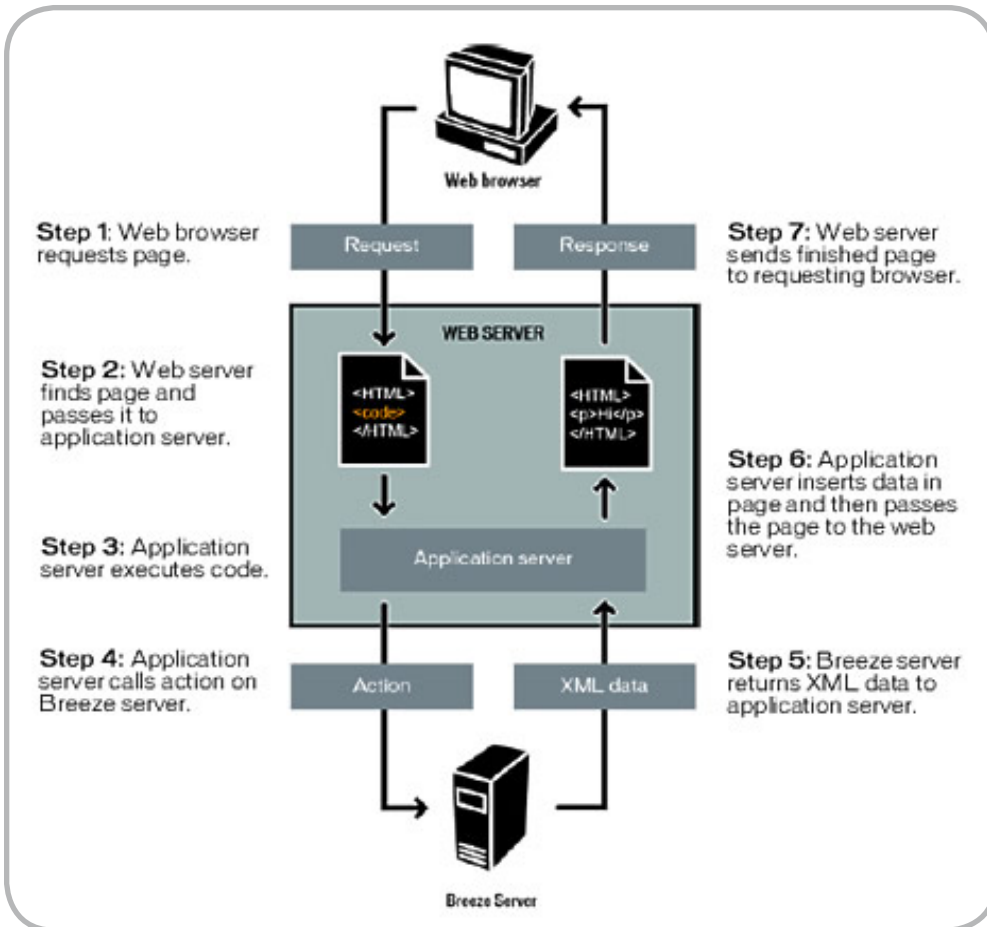 Web browser
Step 1: Web browser
requests page.
Request
Response
Step 7: Web server
sends finished page
to requesting browser.
WEB SERVER
Step 2: Web server
finds page and
passes it to
application server.
<HTML>
<code>
</HTML>
<HTML>
<p>Hi</p>
</HTML>
Step 6: Application
server inserts data in
page and then passes
the page to the web
server.
Step 3: Application
server executes code.
Application server
Step 4: Application
server calls action on
Breeze server.
Action
XML data
Step 5: Breeze server
returns XML data to
application server.
Breeze Server